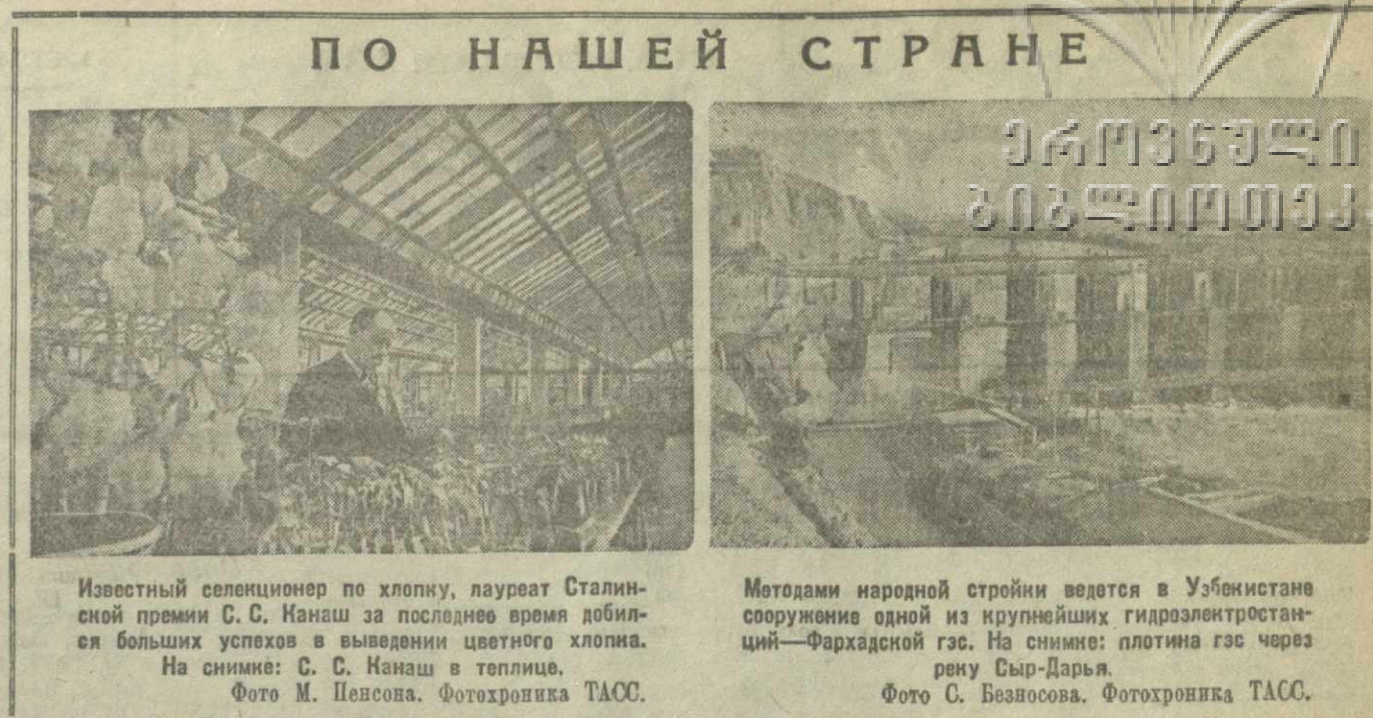 ПО НАШЕЙ СТРАНЕ
ეროვნული
ბიბლიოთეკ
Известный селекционер по хлопку, лауреат Сталин-
ской премии С. С. Канаш за последнее время добил-
ся больших успехов в выведении цветного хлопка.
На снимке: С. С. Канаш в теплице.
Фото М. Пенсона. Фотохроника ТАСС.
Методами народной стройки ведется в Узбекистане
сооружение одной из крупнейших гидроэлектростан-
ций—Фархадской гэс. На снимке: плотина гэс через
реку Сыр-Дарья.
Фото С. Безносова. Фотохроника ТАСС.